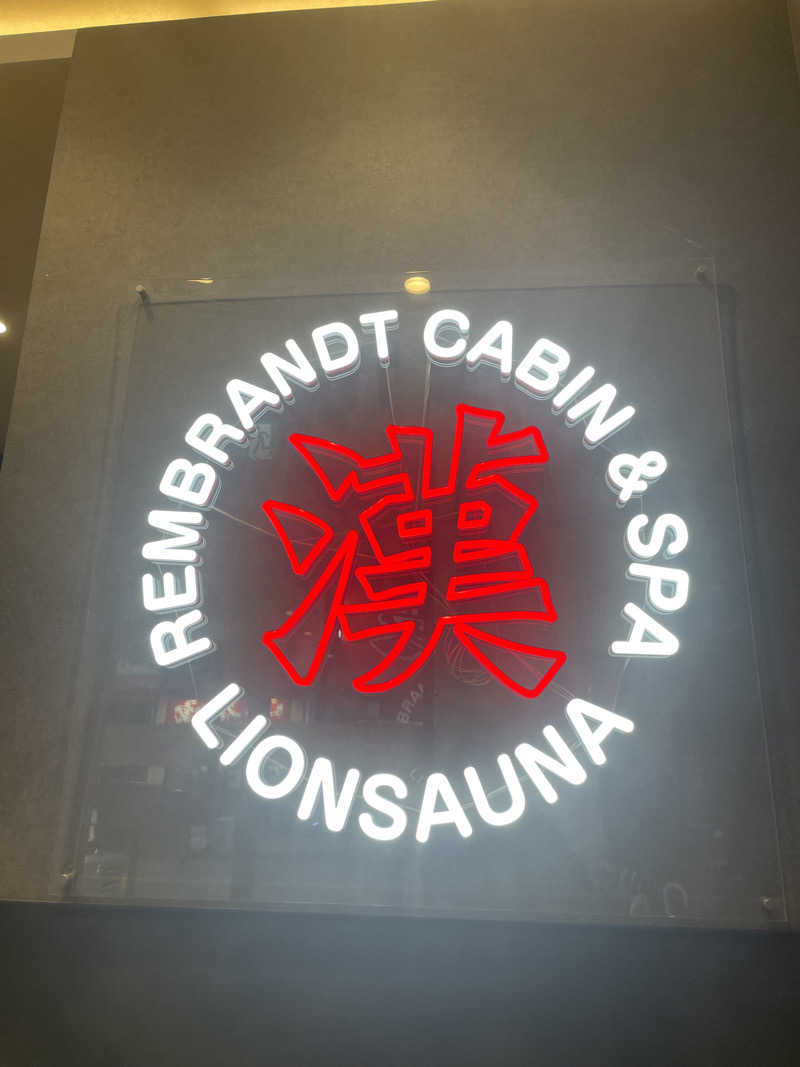 REMBRANDT CABIN & SPA
漢
LIONSAUNA